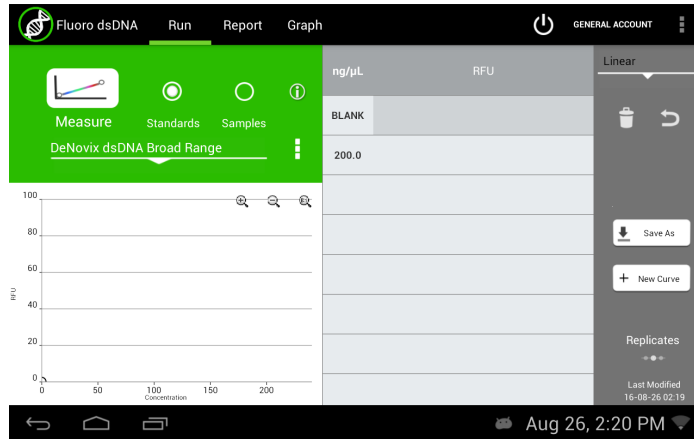 Fluoro dsDNA
Run
Report
Graph
GENERAL ACCOUNT
Measure
Standards
Samples
DeNovix dsDNA Broad Range
ng/µL
RFU
BLANK
200.0
Linear
Save As
New Curve
Replicates
Last Modified
16-08-26 02:19
100
80
60
40
20
0
RFU
0
50
100
150
200
Concentration
Aug 26, 2:20 PM